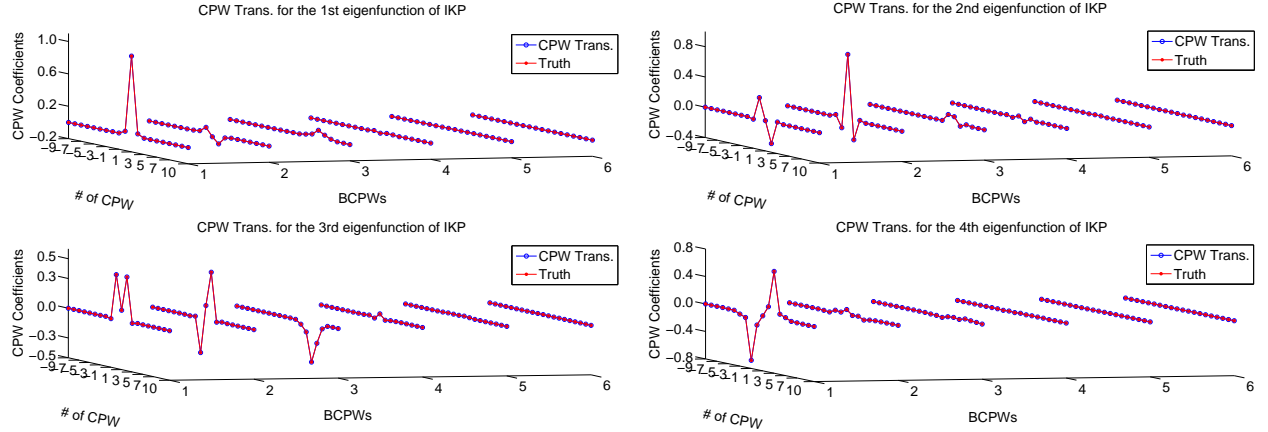 CPW Trans. for the 1st eigenfunction of IKP
CPW Trans.
Truth
CPW Coefficients
1.0
0.6
0.2
−0.2
−9 −7 −5 −3 −1 1 3 5 7 10
# of CPW
1 2 3 4 5 6
BCPWs
CPW Trans. for the 2nd eigenfunction of IKP
CPW Trans.
Truth
CPW Coefficients
0.8
0.4
0.0
−0.4
−9 −7 −5 −3 −1 1 3 5 7 10
# of CPW
1 2 3 4 5 6
BCPWs
CPW Trans. for the 3rd eigenfunction of IKP
CPW Trans.
Truth
CPW Coefficients
0.5
0.3
0.0
−0.3
−0.5
−9 −7 −5 −3 −1 1 3 5 7 10
# of CPW
1 2 3 4 5 6
BCPWs
CPW Trans. for the 4th eigenfunction of IKP
CPW Trans.
Truth
CPW Coefficients
0.8
0.4
0.0
−0.4
−0.8
−9 −7 −5 −3 −1 1 3 5 7 10
# of CPW
1 2 3 4 5 6
BCPWs